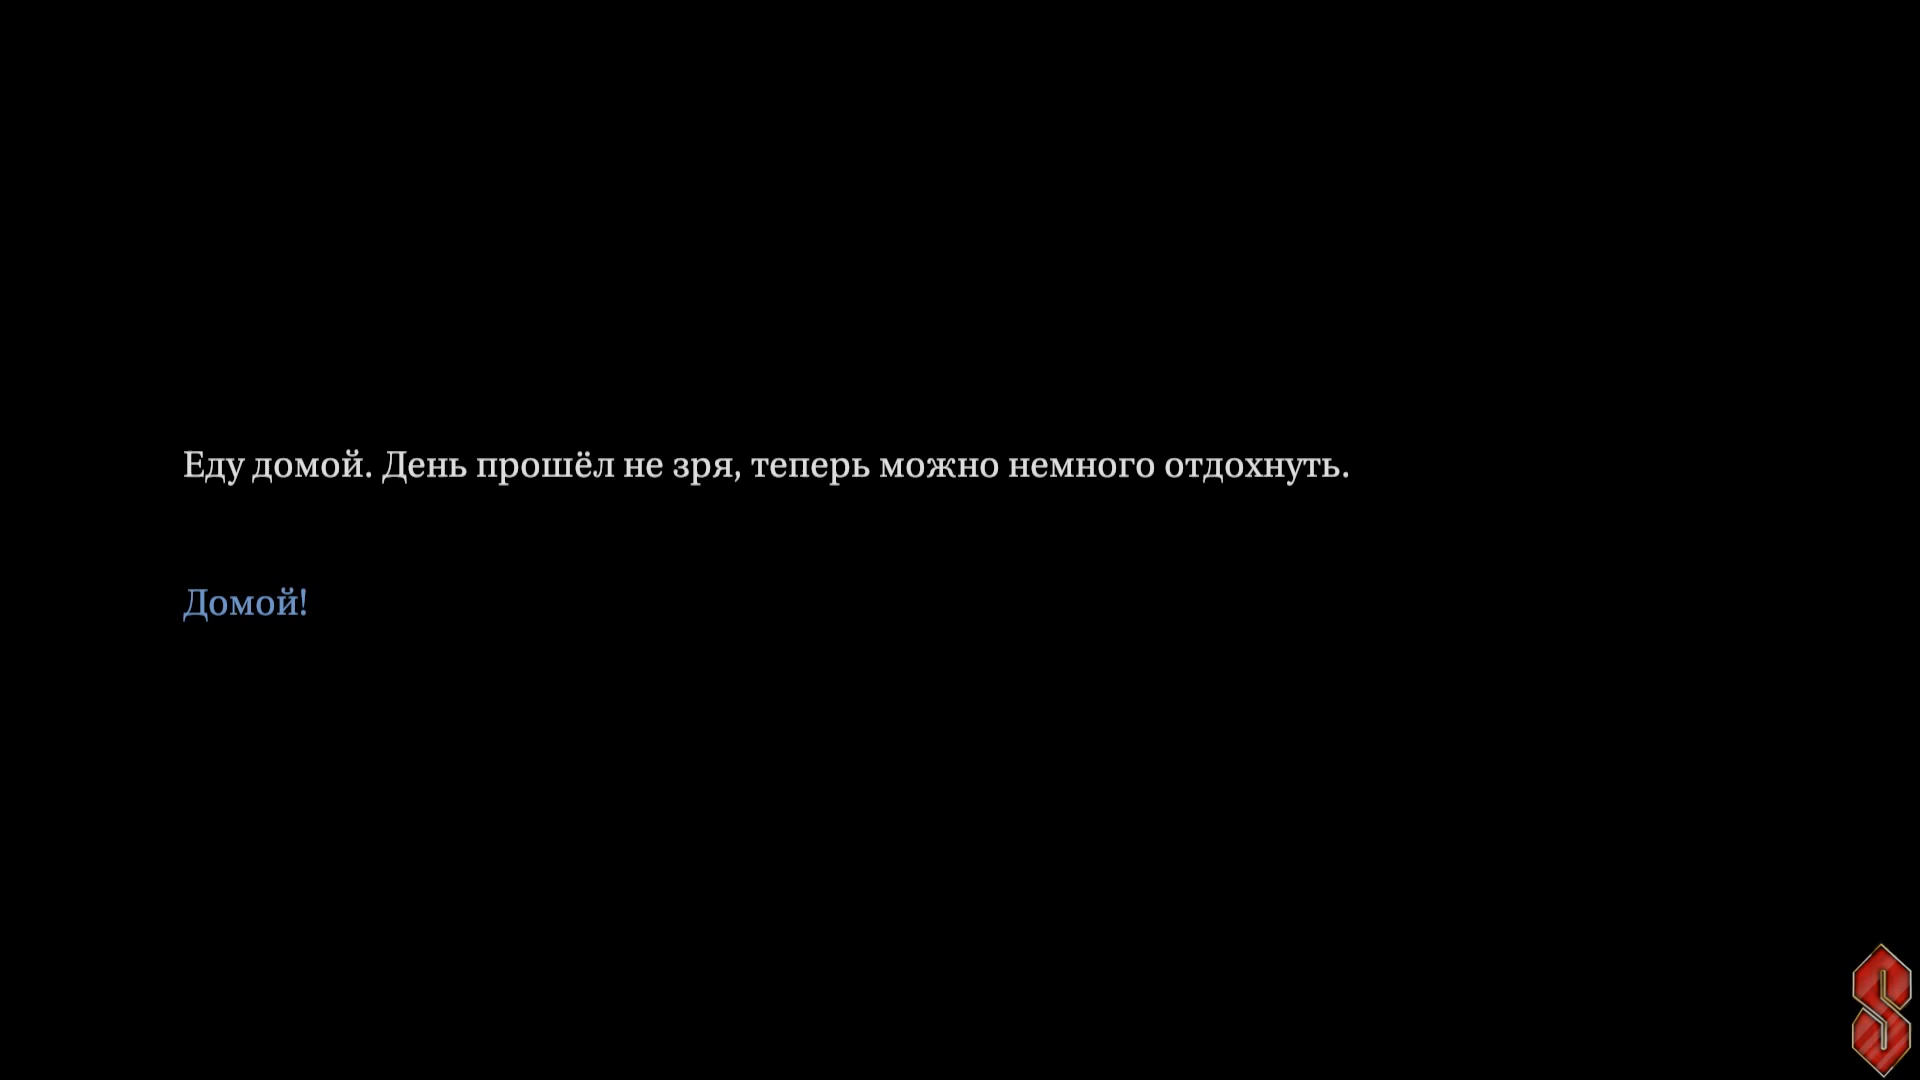 Еду домой. День прошёл не зря, теперь можно немного отдохнуть.
Домой!